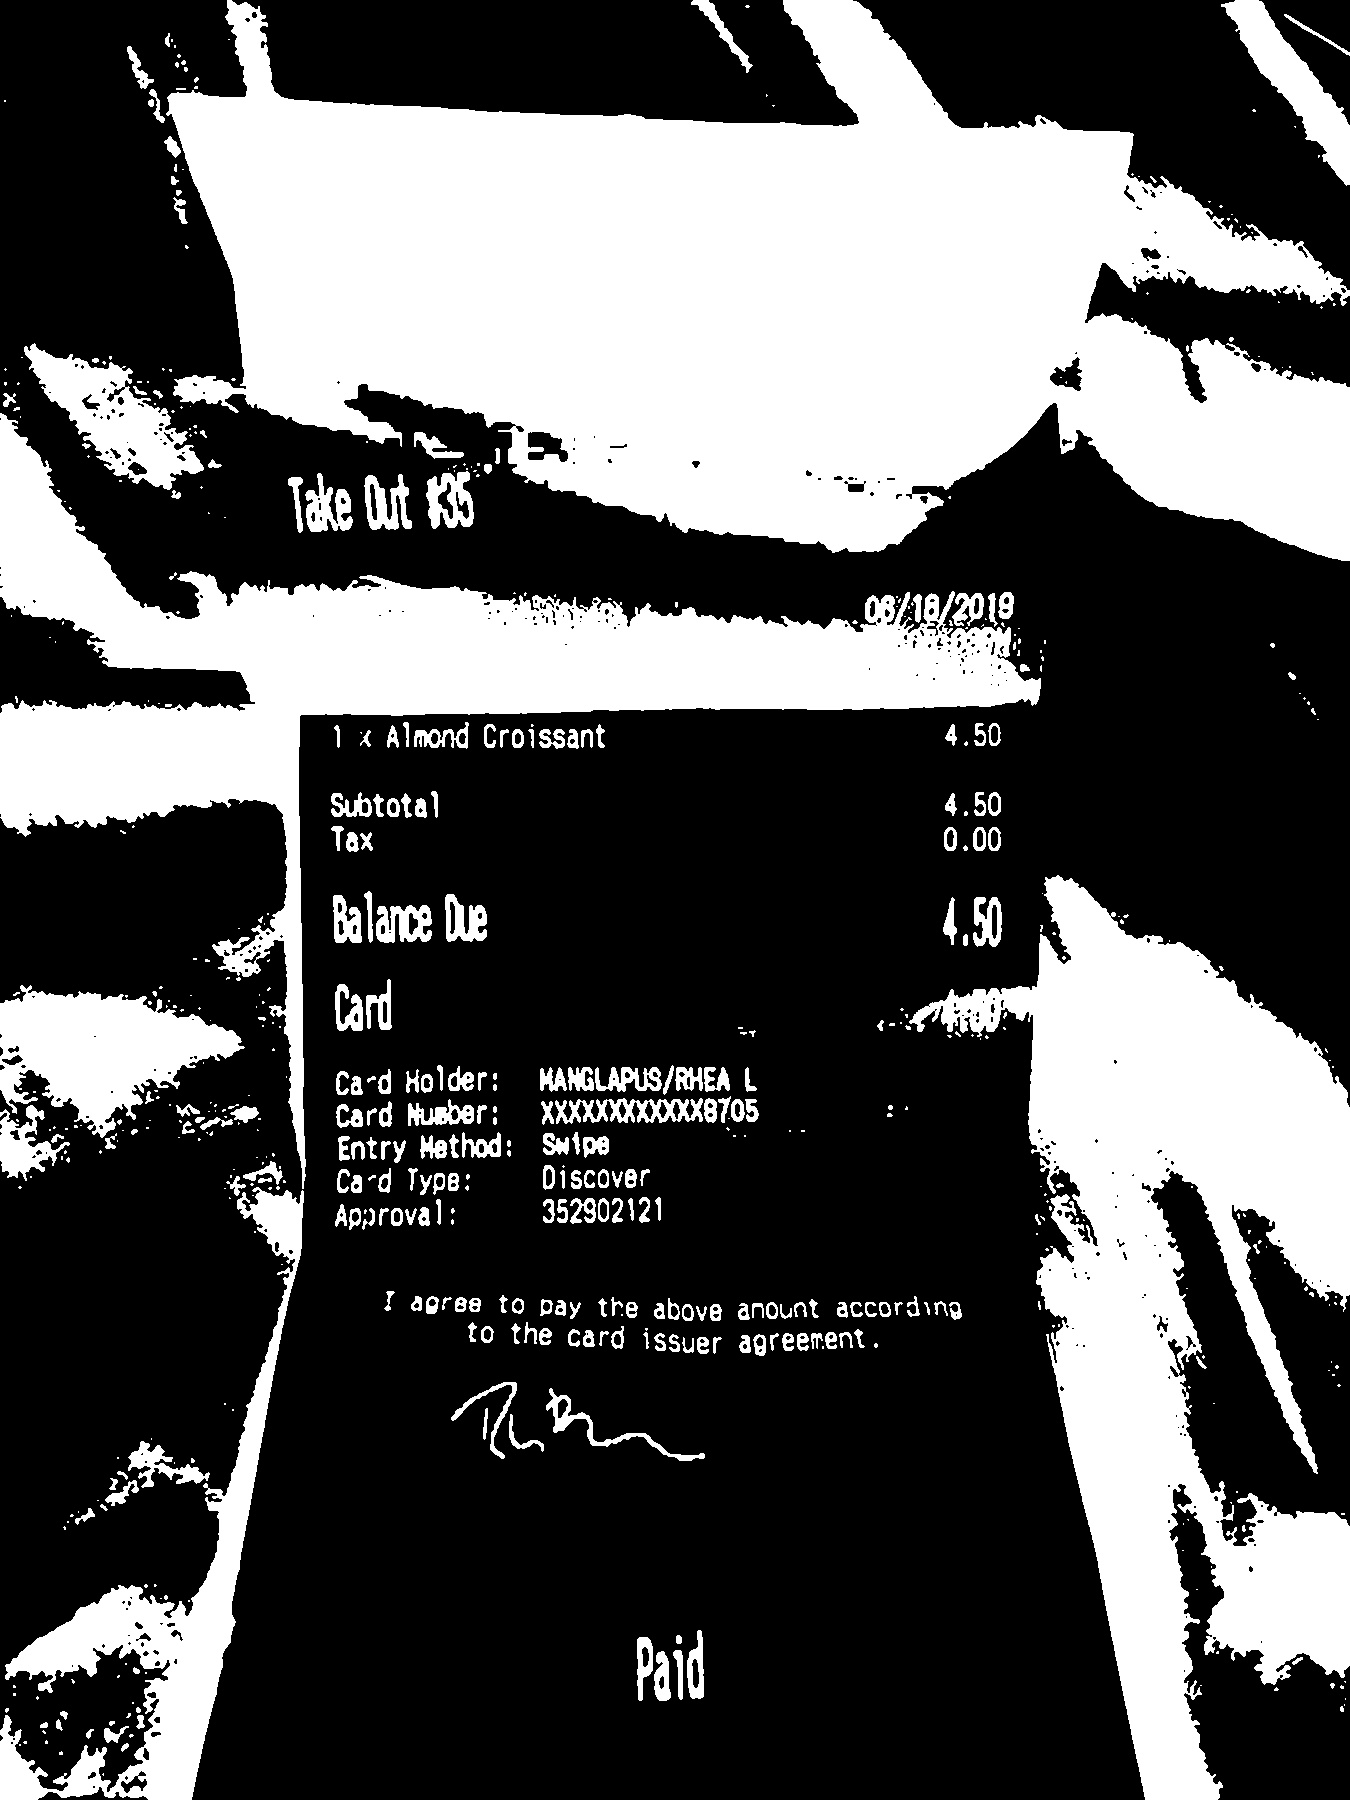 Take Out #35
06/18/2019
1 x Almond Croissant 4.50
Subtotal 4.50
Tax 0.00
Balance Due 4.50
Card 4.50
Card Holder: MANGLAPUS/RHEA L
Card Number: XXXXXXXXXXXX8705
Entry Method: Swipe
Card Type: Discover
Approval: 352902121
I agree to pay the above amount according
to the card issuer agreement.
Paid